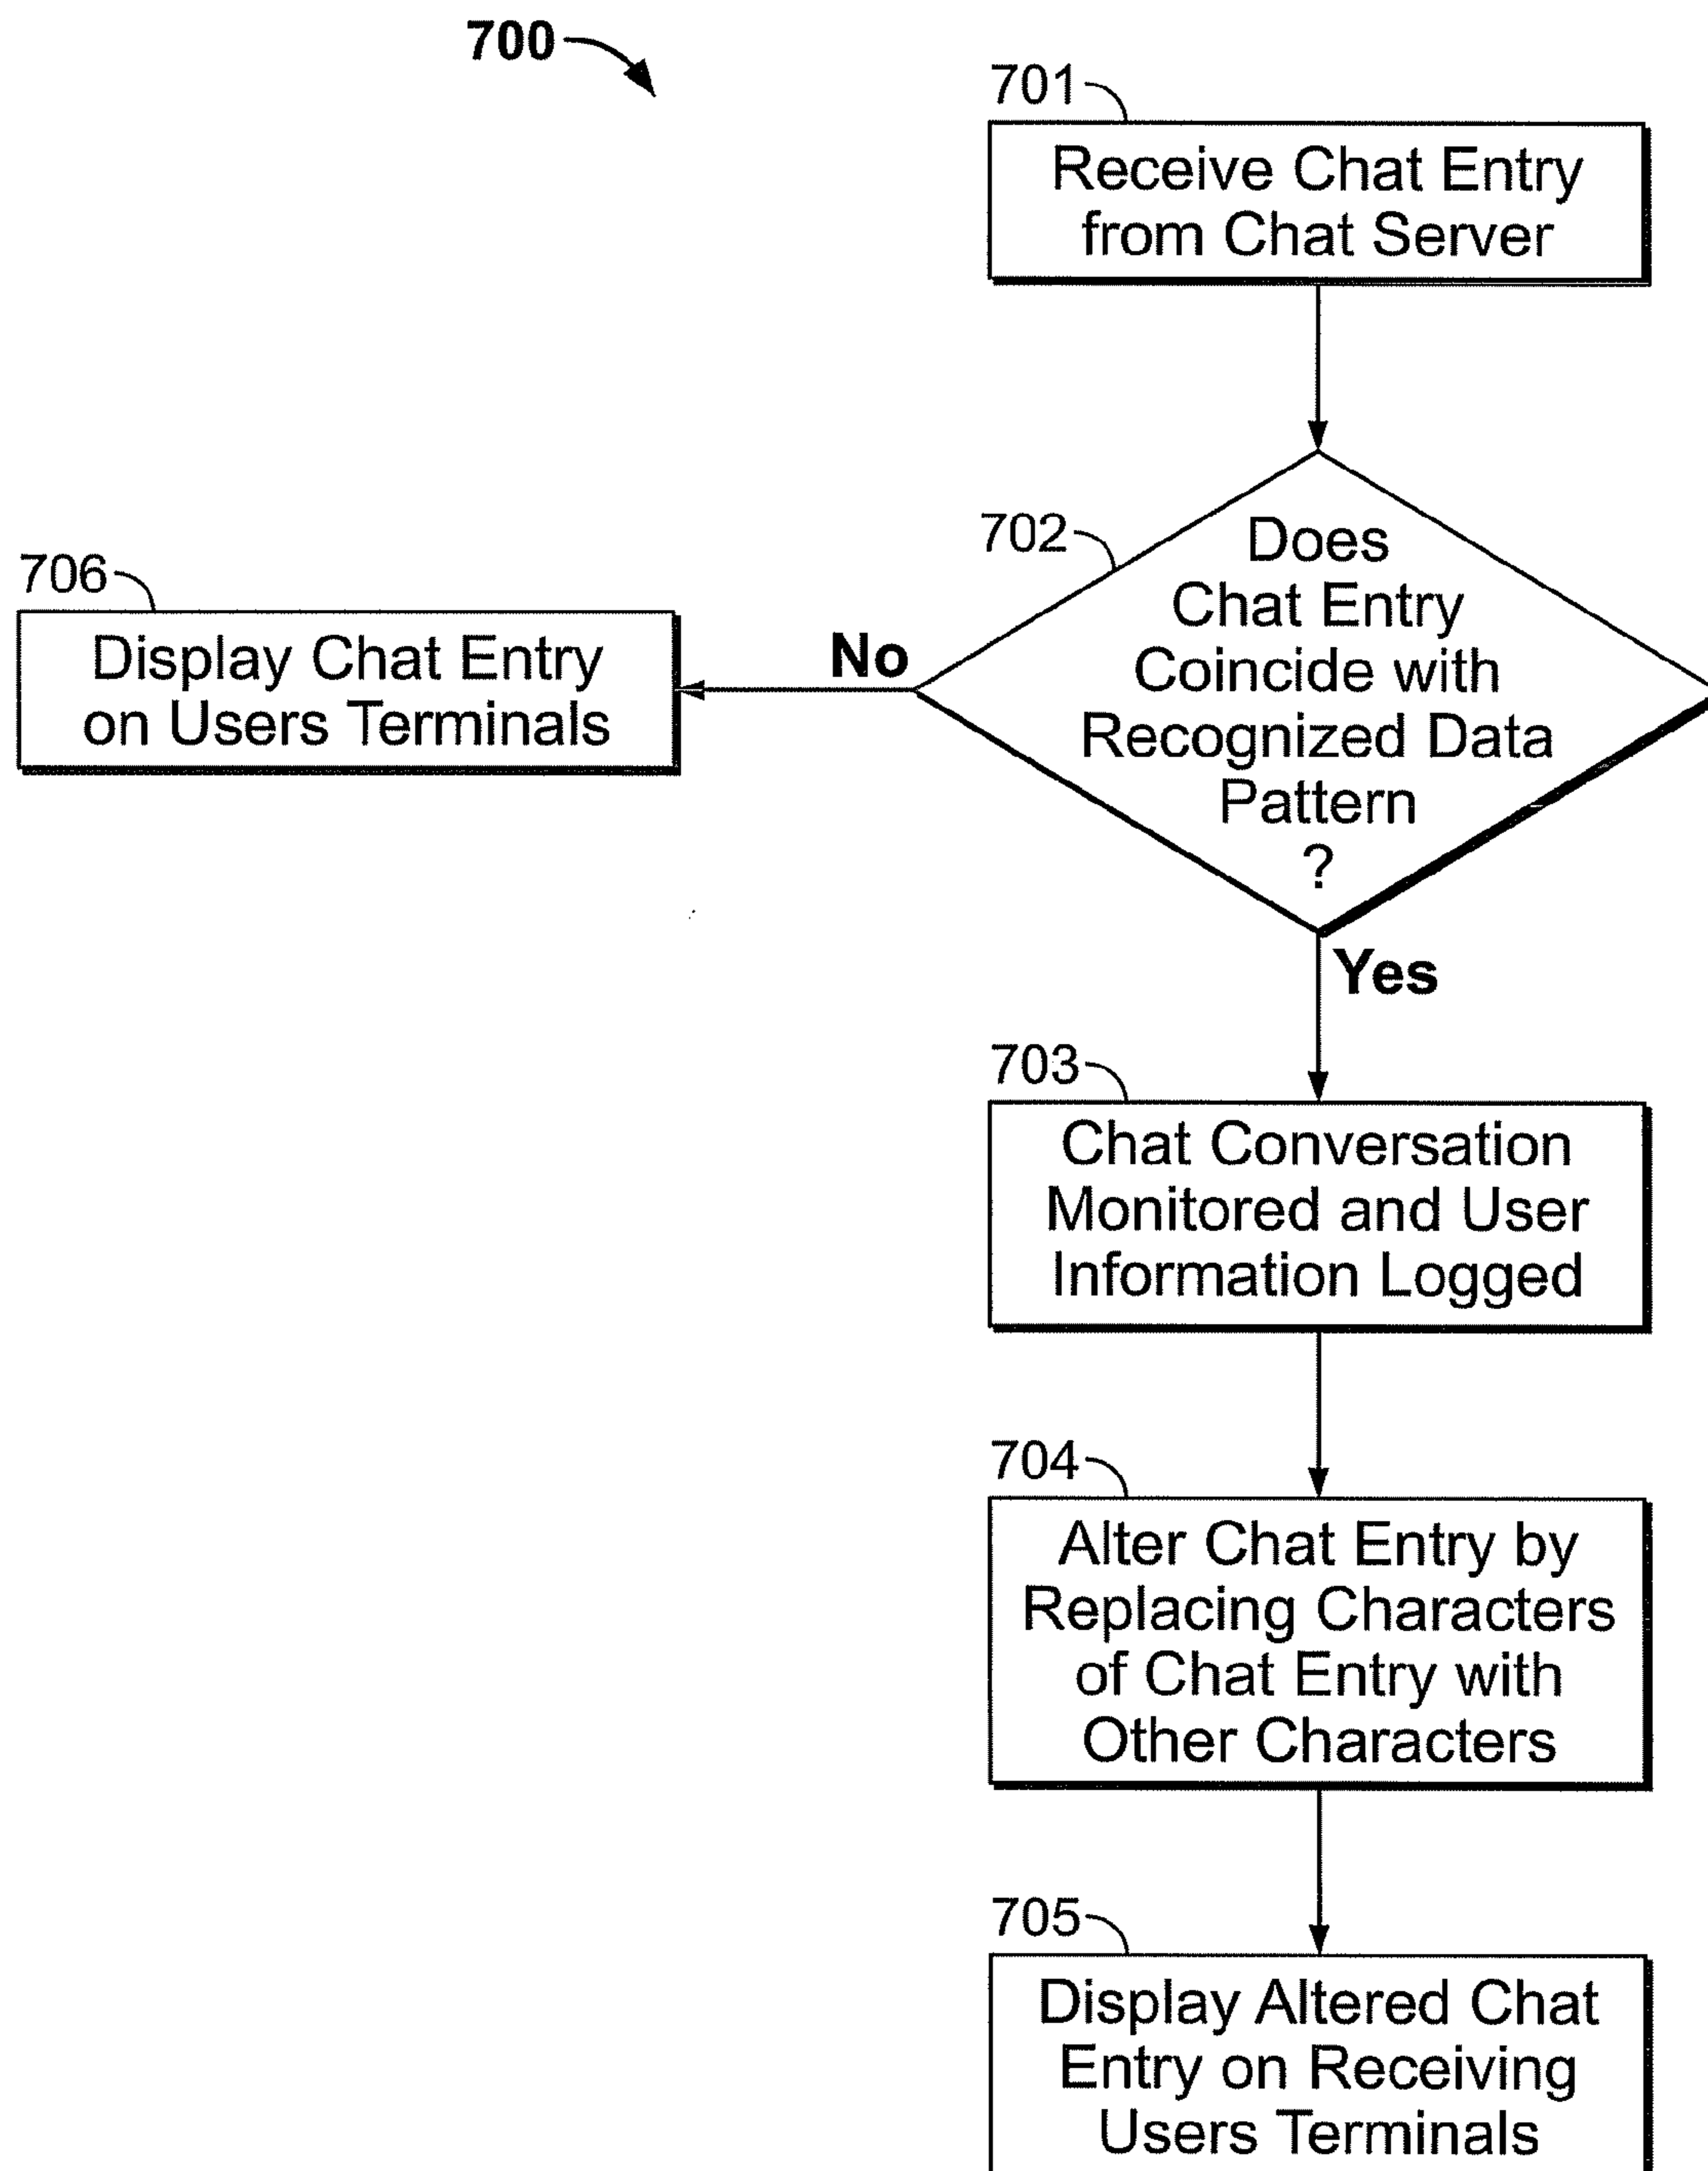 700
701
Receive Chat Entry
from Chat Server
702
Does
Chat Entry
Coincide with
Recognized Data
Pattern
?
706
Display Chat Entry
on Users Terminals
No
Yes
703
Chat Conversation
Monitored and User
Information Logged
704
Alter Chat Entry by
Replacing Characters
of Chat Entry with
Other Characters
705
Display Altered Chat
Entry on Receiving
Users Terminals